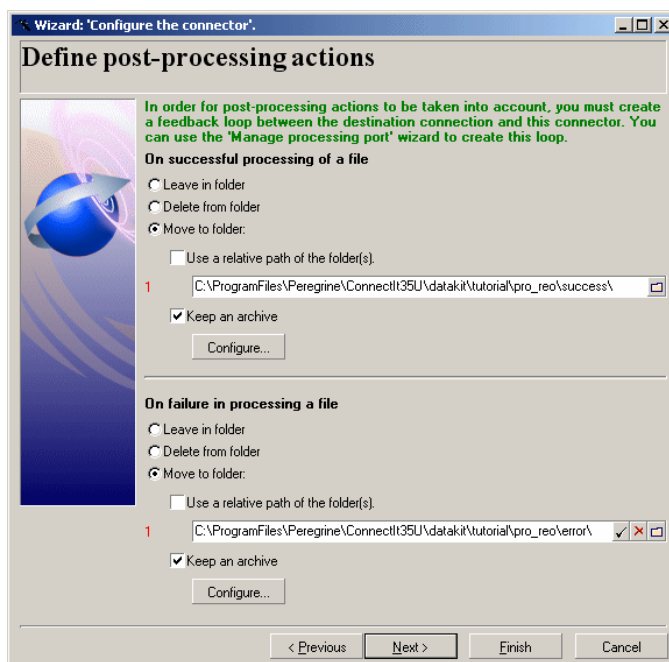 Wizard: 'Configure the connector'.
Define post-processing actions
In order for post-processing actions to be taken into account, you must create
a feedback loop between the destination connection and this connector. You
can use the 'Manage processing port' wizard to create this loop.
On successful processing of a file
Leave in folder
Delete from folder
Move to folder:
Use a relative path of the folder(s).
1 C:\ProgramFiles\Peregrine\ConnectIt35U\datakit\tutorial\pro_reo\success\
Keep an archive
Configure...
On failure in processing a file
Leave in folder
Delete from folder
Move to folder:
Use a relative path of the folder(s).
1 C:\ProgramFiles\Peregrine\ConnectIt35U\datakit\tutorial\pro_reo\error\
Keep an archive
Configure...
< Previous Next > Finish Cancel